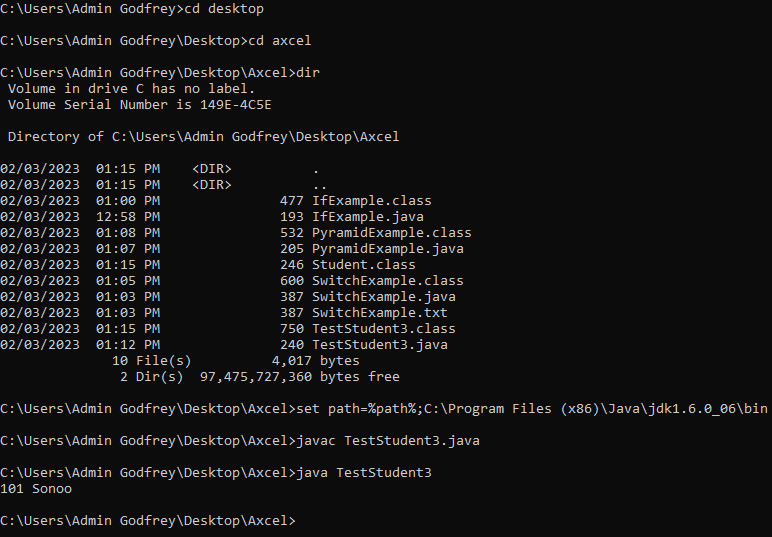 C:\Users\Admin Godfrey>cd desktop
C:\Users\Admin Godfrey\Desktop>cd axcel
C:\Users\Admin Godfrey\Desktop\Axcel>dir
 Volume in drive C has no label.
 Volume Serial Number is 149E-4C5E
 Directory of C:\Users\Admin Godfrey\Desktop\Axcel
02/03/2023  01:15 PM    <DIR>          .
02/03/2023  01:15 PM    <DIR>          ..
02/03/2023  01:00 PM               477 IfExample.class
02/03/2023  12:58 PM               193 IfExample.java
02/03/2023  01:08 PM               532 PyramidExample.class
02/03/2023  01:07 PM               205 PyramidExample.java
02/03/2023  01:15 PM               246 Student.class
02/03/2023  01:05 PM               600 SwitchExample.class
02/03/2023  01:03 PM               387 SwitchExample.java
02/03/2023  01:03 PM               387 SwitchExample.txt
02/03/2023  01:15 PM               750 TestStudent3.class
02/03/2023  01:12 PM               240 TestStudent3.java
              10 File(s)          4,017 bytes
               2 Dir(s)  97,475,727,360 bytes free
C:\Users\Admin Godfrey\Desktop\Axcel>set path=%path%;C:\Program Files (x86)\Java\jdk1.6.0_06\bin
C:\Users\Admin Godfrey\Desktop\Axcel>javac TestStudent3.java
C:\Users\Admin Godfrey\Desktop\Axcel>java TestStudent3
101 Sonoo
C:\Users\Admin Godfrey\Desktop\Axcel>